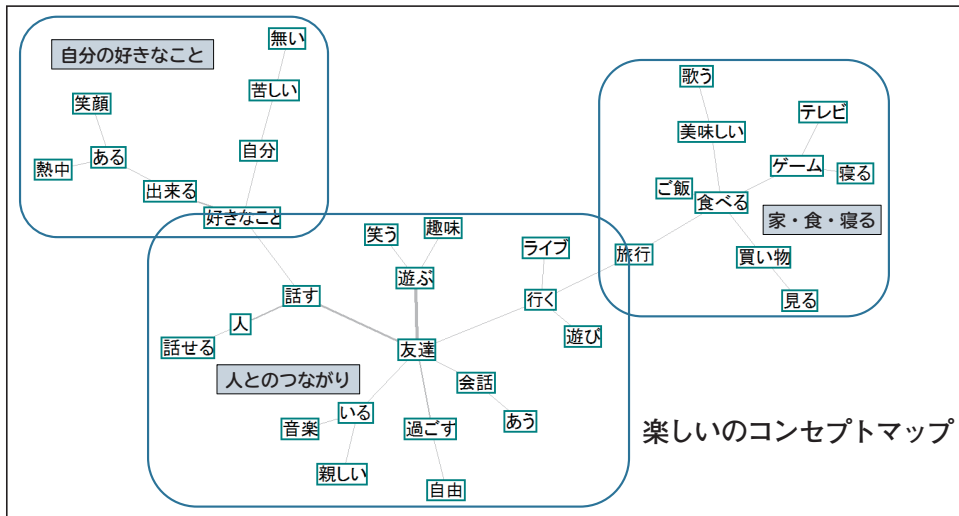 自分の好きなこと
無い
苦しい
笑顔
自分
ある
熱中
出来る
好きなこと
歌う
テレビ
美味しい
ゲーム
寝る
ご飯
食べる
家・食・寝る
旅行
買い物
見る
笑う
趣味
ライブ
遊ぶ
行く
遊び
話す
人
話せる
友達
人とのつながり
会話
あう
いる
音楽
過ごす
親しい
自由
楽しいのコンセプトマップ